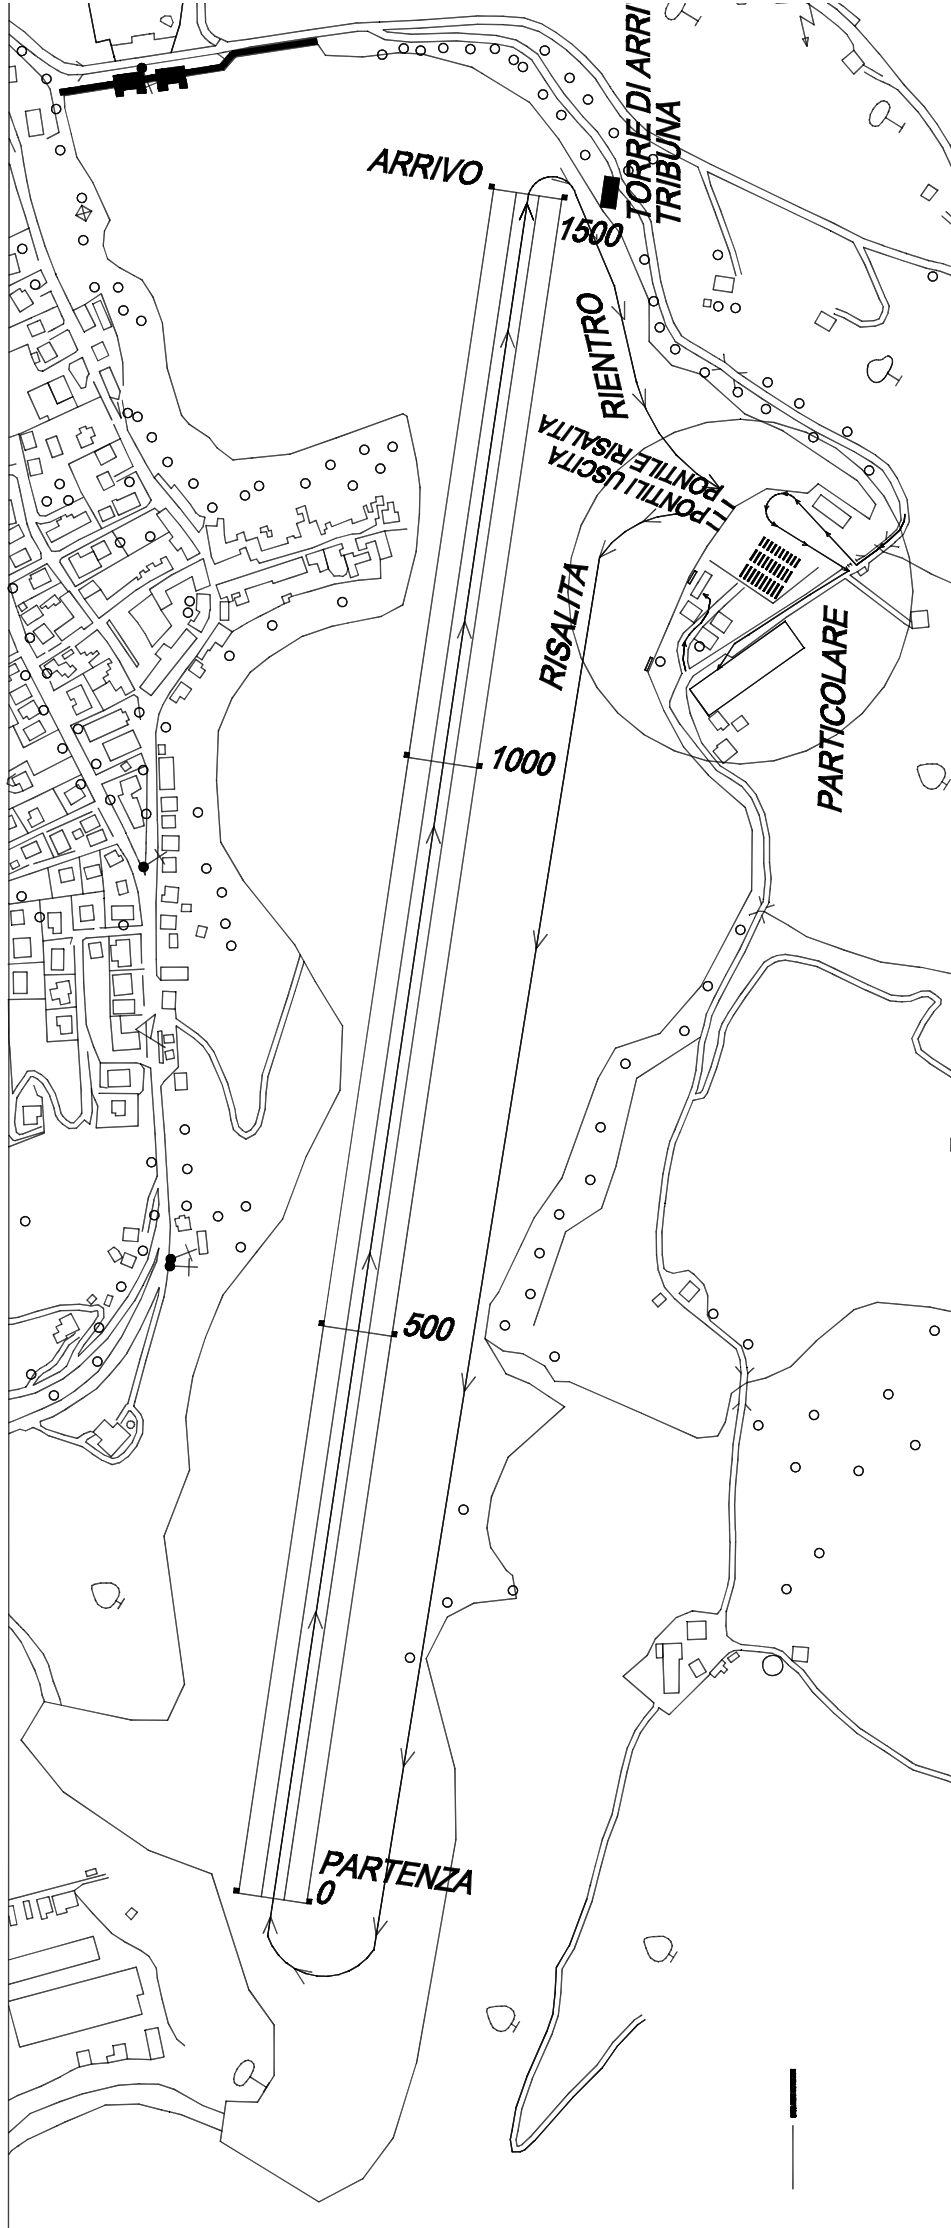 TORRE DI ARRI
TRIBUNA
ARRIVO
1500
RIENTRO
PONTILE RISALITA
PONTILI USCITA
RISALITA
PARTICOLARE
1000
500
PARTENZA
0